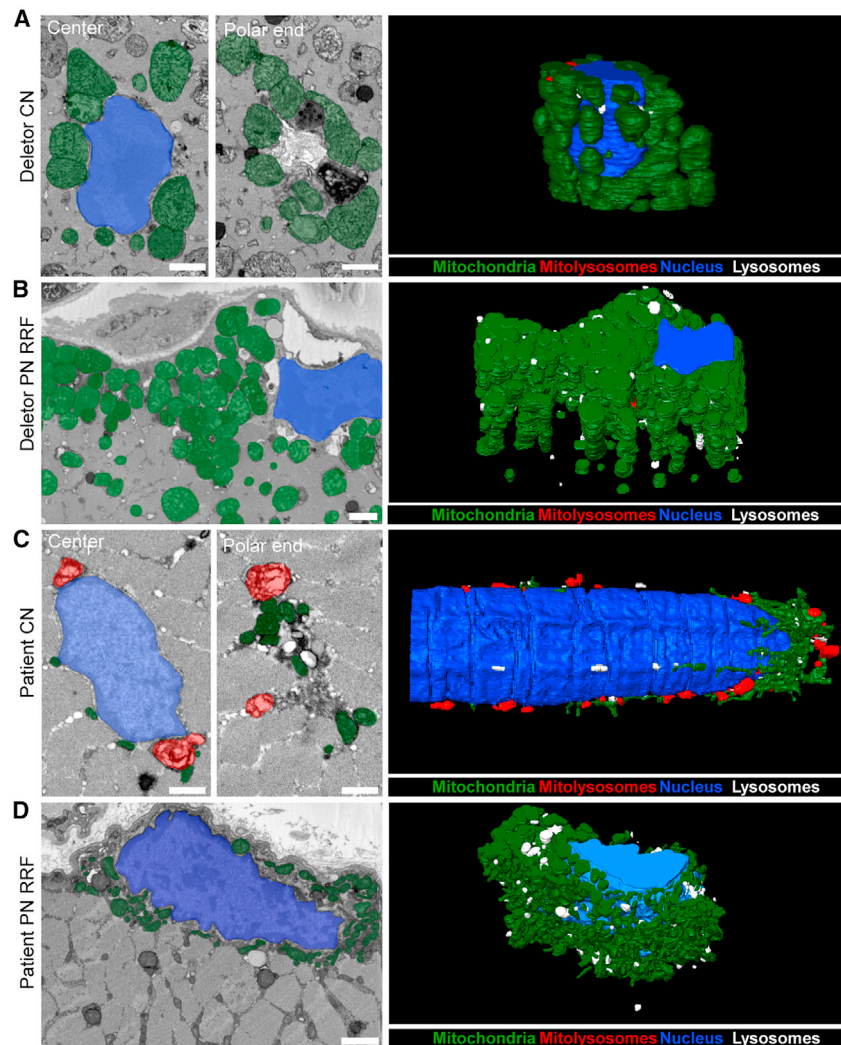 A
Center
Polar end
Deletor CN
Mitochondria Mitolysosomes Nucleus Lysosomes
B
Deletor PN RRF
Mitochondria Mitolysosomes Nucleus Lysosomes
C
Center
Polar end
Patient CN
Mitochondria Mitolysosomes Nucleus Lysosomes
D
Patient PN RRF
Mitochondria Mitolysosomes Nucleus Lysosomes